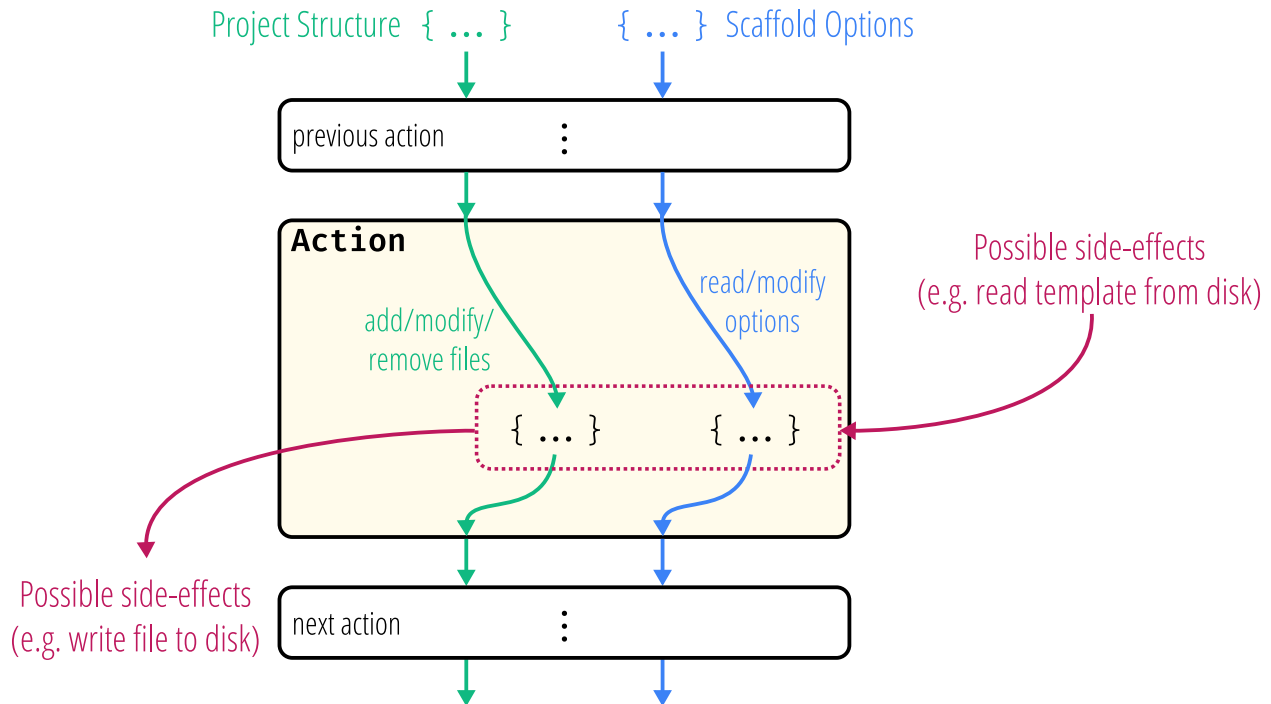 Project Structure { ... }
{ ... } Scaffold Options
previous action ⋮
Action
read/modify
options
Possible side-effects
(e.g. read template from disk)
add/modify/
remove files
{ ... }
{ ... }
Possible side-effects
(e.g. write file to disk)
next action ⋮